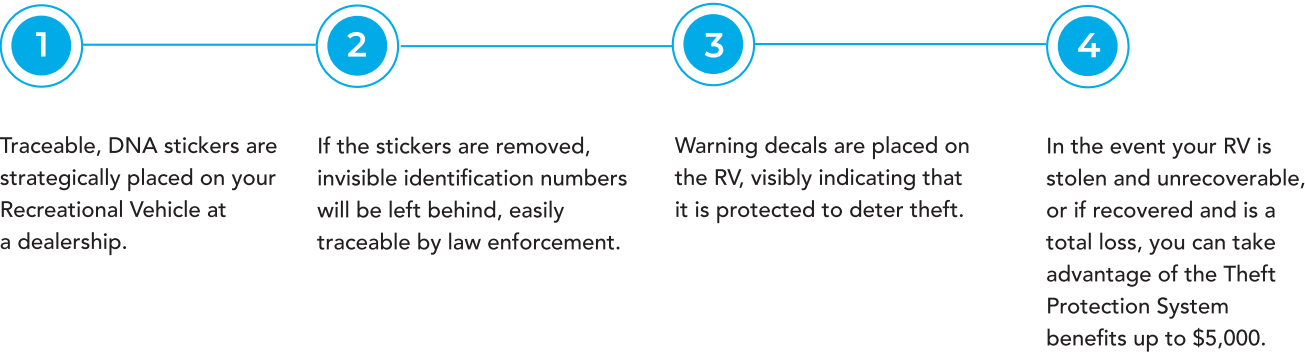 1
2
3
4
Traceable, DNA stickers are
strategically placed on your
Recreational Vehicle at
a dealership.
If the stickers are removed,
invisible identification numbers
will be left behind, easily
traceable by law enforcement.
Warning decals are placed on
the RV, visibly indicating that
it is protected to deter theft.
In the event your RV is
stolen and unrecoverable,
or if recovered and is a
total loss, you can take
advantage of the Theft
Protection System
benefits up to $5,000.